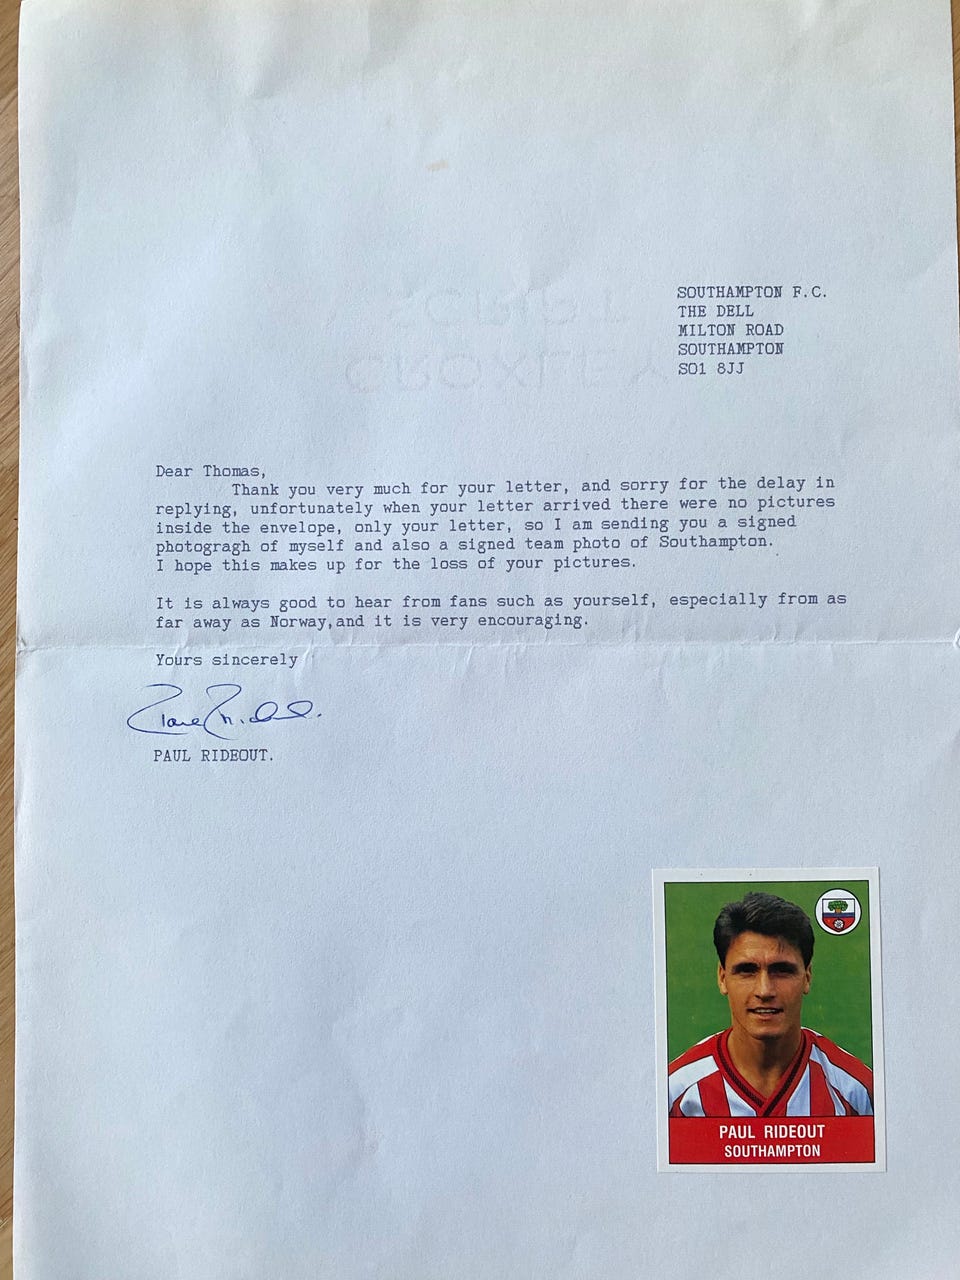 SOUTHAMPTON F.C.
THE DELL
MILTON ROAD
SOUTHAMPTON
SO1 8JJ
Dear Thomas,
Thank you very much for your letter, and sorry for the delay in
replying, unfortunately when your letter arrived there were no pictures
inside the envelope, only your letter, so I am sending you a signed
photogragh of myself and also a signed team photo of Southampton.
I hope this makes up for the loss of your pictures.
It is always good to hear from fans such as yourself, especially from as
far away as Norway,and it is very encouraging.
Yours sincerely
PAUL RIDEOUT.
PAUL RIDEOUT
SOUTHAMPTON